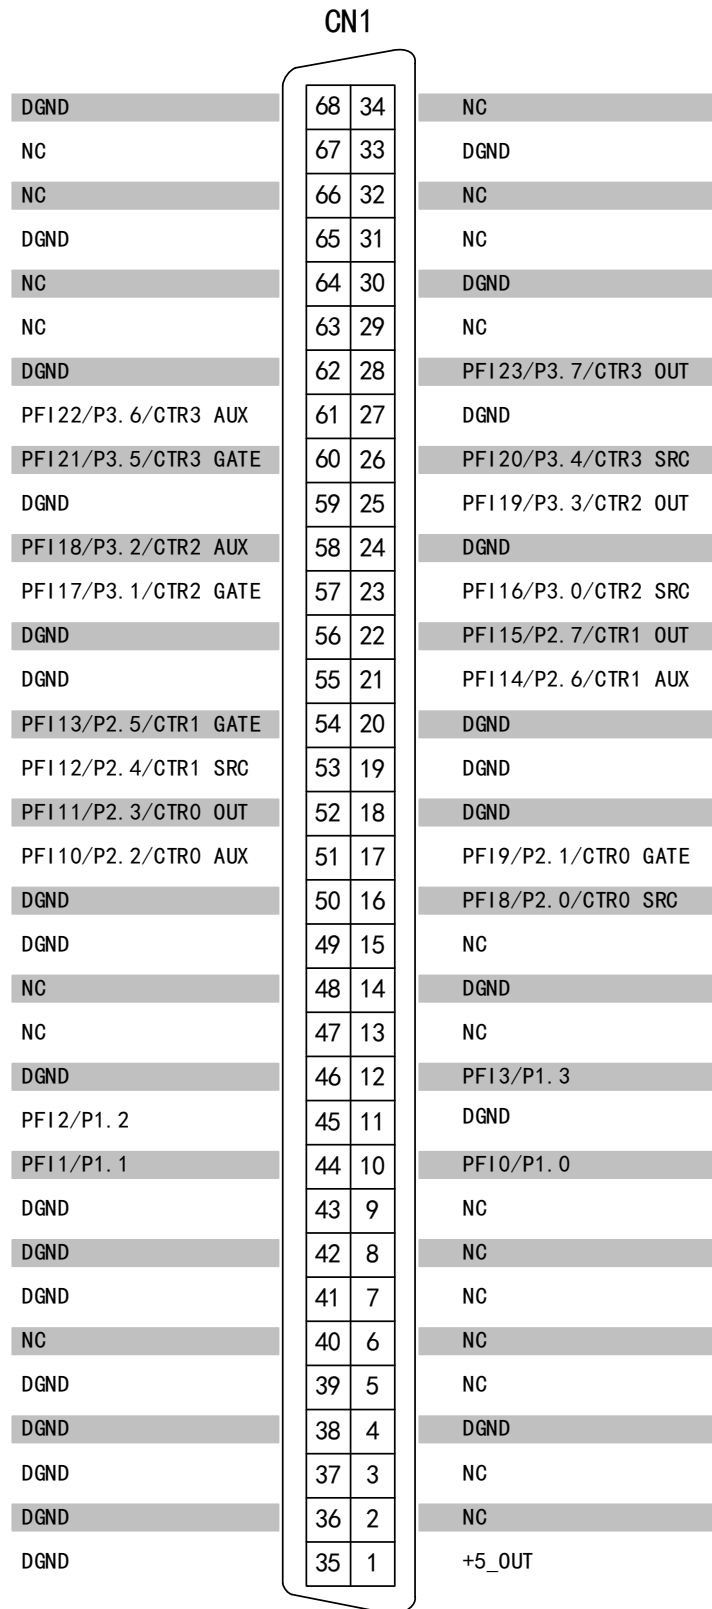 CN1
DGND 68 34 NC
NC 67 33 DGND
NC 66 32 NC
DGND 65 31 NC
NC 64 30 DGND
NC 63 29 NC
DGND 62 28 PFI23/P3.7/CTR3 OUT
PFI22/P3.6/CTR3 AUX 61 27 DGND
PFI21/P3.5/CTR3 GATE 60 26 PFI20/P3.4/CTR3 SRC
DGND 59 25 PFI19/P3.3/CTR2 OUT
PFI18/P3.2/CTR2 AUX 58 24 DGND
PFI17/P3.1/CTR2 GATE 57 23 PFI16/P3.0/CTR2 SRC
DGND 56 22 PFI15/P2.7/CTR1 OUT
DGND 55 21 PFI14/P2.6/CTR1 AUX
PFI13/P2.5/CTR1 GATE 54 20 DGND
PFI12/P2.4/CTR1 SRC 53 19 DGND
PFI11/P2.3/CTR0 OUT 52 18 DGND
PFI10/P2.2/CTR0 AUX 51 17 PFI9/P2.1/CTR0 GATE
DGND 50 16 PFI8/P2.0/CTR0 SRC
DGND 49 15 NC
NC 48 14 DGND
NC 47 13 NC
DGND 46 12 PFI3/P1.3
PFI2/P1.2 45 11 DGND
PFI1/P1.1 44 10 PFI0/P1.0
DGND 43 9 NC
DGND 42 8 NC
DGND 41 7 NC
NC 40 6 NC
DGND 39 5 NC
DGND 38 4 DGND
DGND 37 3 NC
DGND 36 2 NC
DGND 35 1 +5_OUT